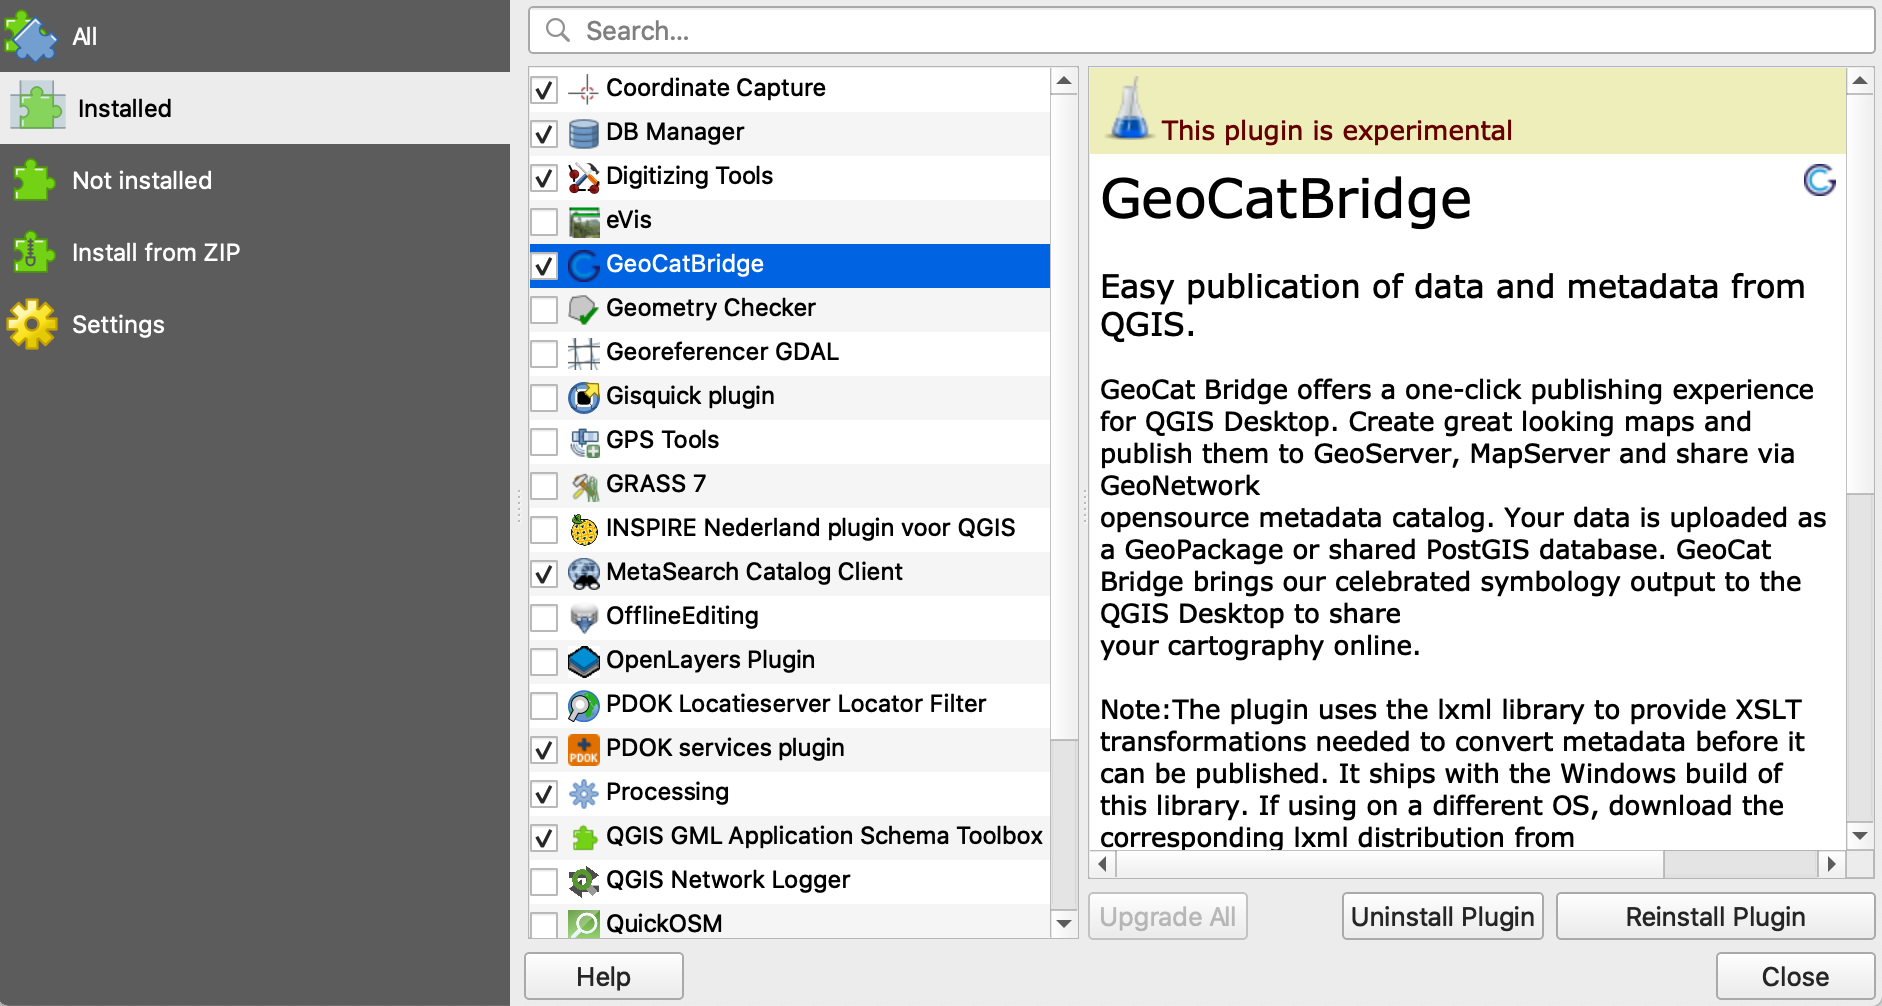 All
Installed
Not installed
Install from ZIP
Settings
Search...
Coordinate Capture
DB Manager
Digitizing Tools
eVis
GeoCatBridge
Geometry Checker
Georeferencer GDAL
Gisquick plugin
GPS Tools
GRASS 7
INSPIRE Nederland plugin voor QGIS
MetaSearch Catalog Client
OfflineEditing
OpenLayers Plugin
PDOK Locatieserver Locator Filter
PDOK
PDOK services plugin
Processing
QGIS GML Application Schema Toolbox
QGIS Network Logger
QuickOSM
This plugin is experimental
GeoCatBridge
Easy publication of data and metadata from
QGIS.
GeoCat Bridge offers a one-click publishing experience
for QGIS Desktop. Create great looking maps and
publish them to GeoServer, MapServer and share via
GeoNetwork
opensource metadata catalog. Your data is uploaded as
a GeoPackage or shared PostGIS database. GeoCat
Bridge brings our celebrated symbology output to the
QGIS Desktop to share
your cartography online.
Note:The plugin uses the lxml library to provide XSLT
transformations needed to convert metadata before it
can be published. It ships with the Windows build of
this library. If using on a different OS, download the
corresponding lxml distribution from
Upgrade All
Uninstall Plugin
Reinstall Plugin
Help
Close